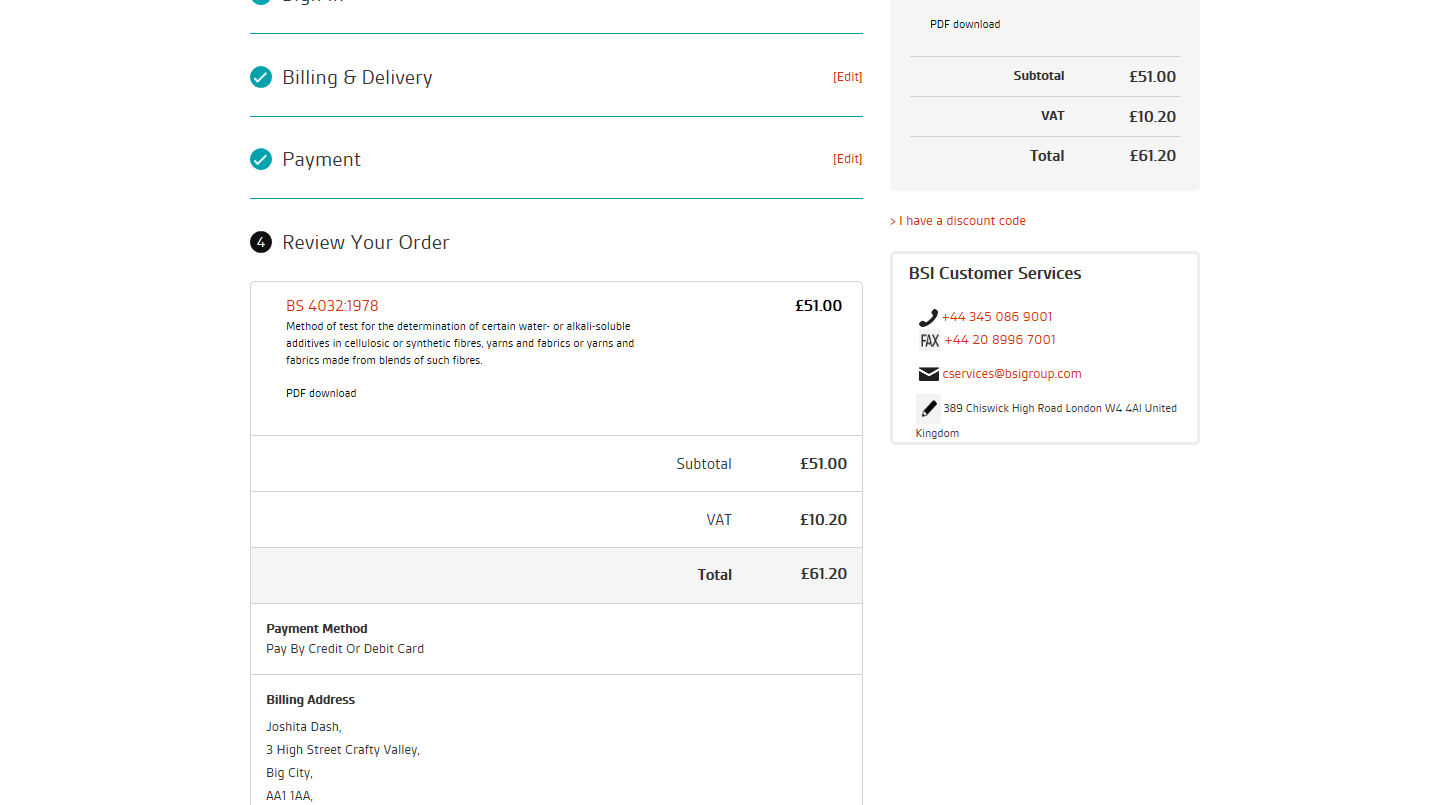 Billing & Delivery
[Edit]
Payment
[Edit]
4 Review Your Order
BS 4032:1978
£51.00
Method of test for the determination of certain water- or alkali-soluble
additives in cellulosic or synthetic fibres, yarns and fabrics or yarns and
fabrics made from blends of such fibres.
PDF download
Subtotal £51.00
VAT £10.20
Total £61.20
Payment Method
Pay By Credit Or Debit Card
Billing Address
Joshita Dash,
3 High Street Crafty Valley,
Big City,
AA1 1AA,
PDF download
Subtotal £51.00
VAT £10.20
Total £61.20
> I have a discount code
BSI Customer Services
+44 345 086 9001
FAX +44 20 8996 7001
cservices@bsigroup.com
389 Chiswick High Road London W4 4Al United
Kingdom